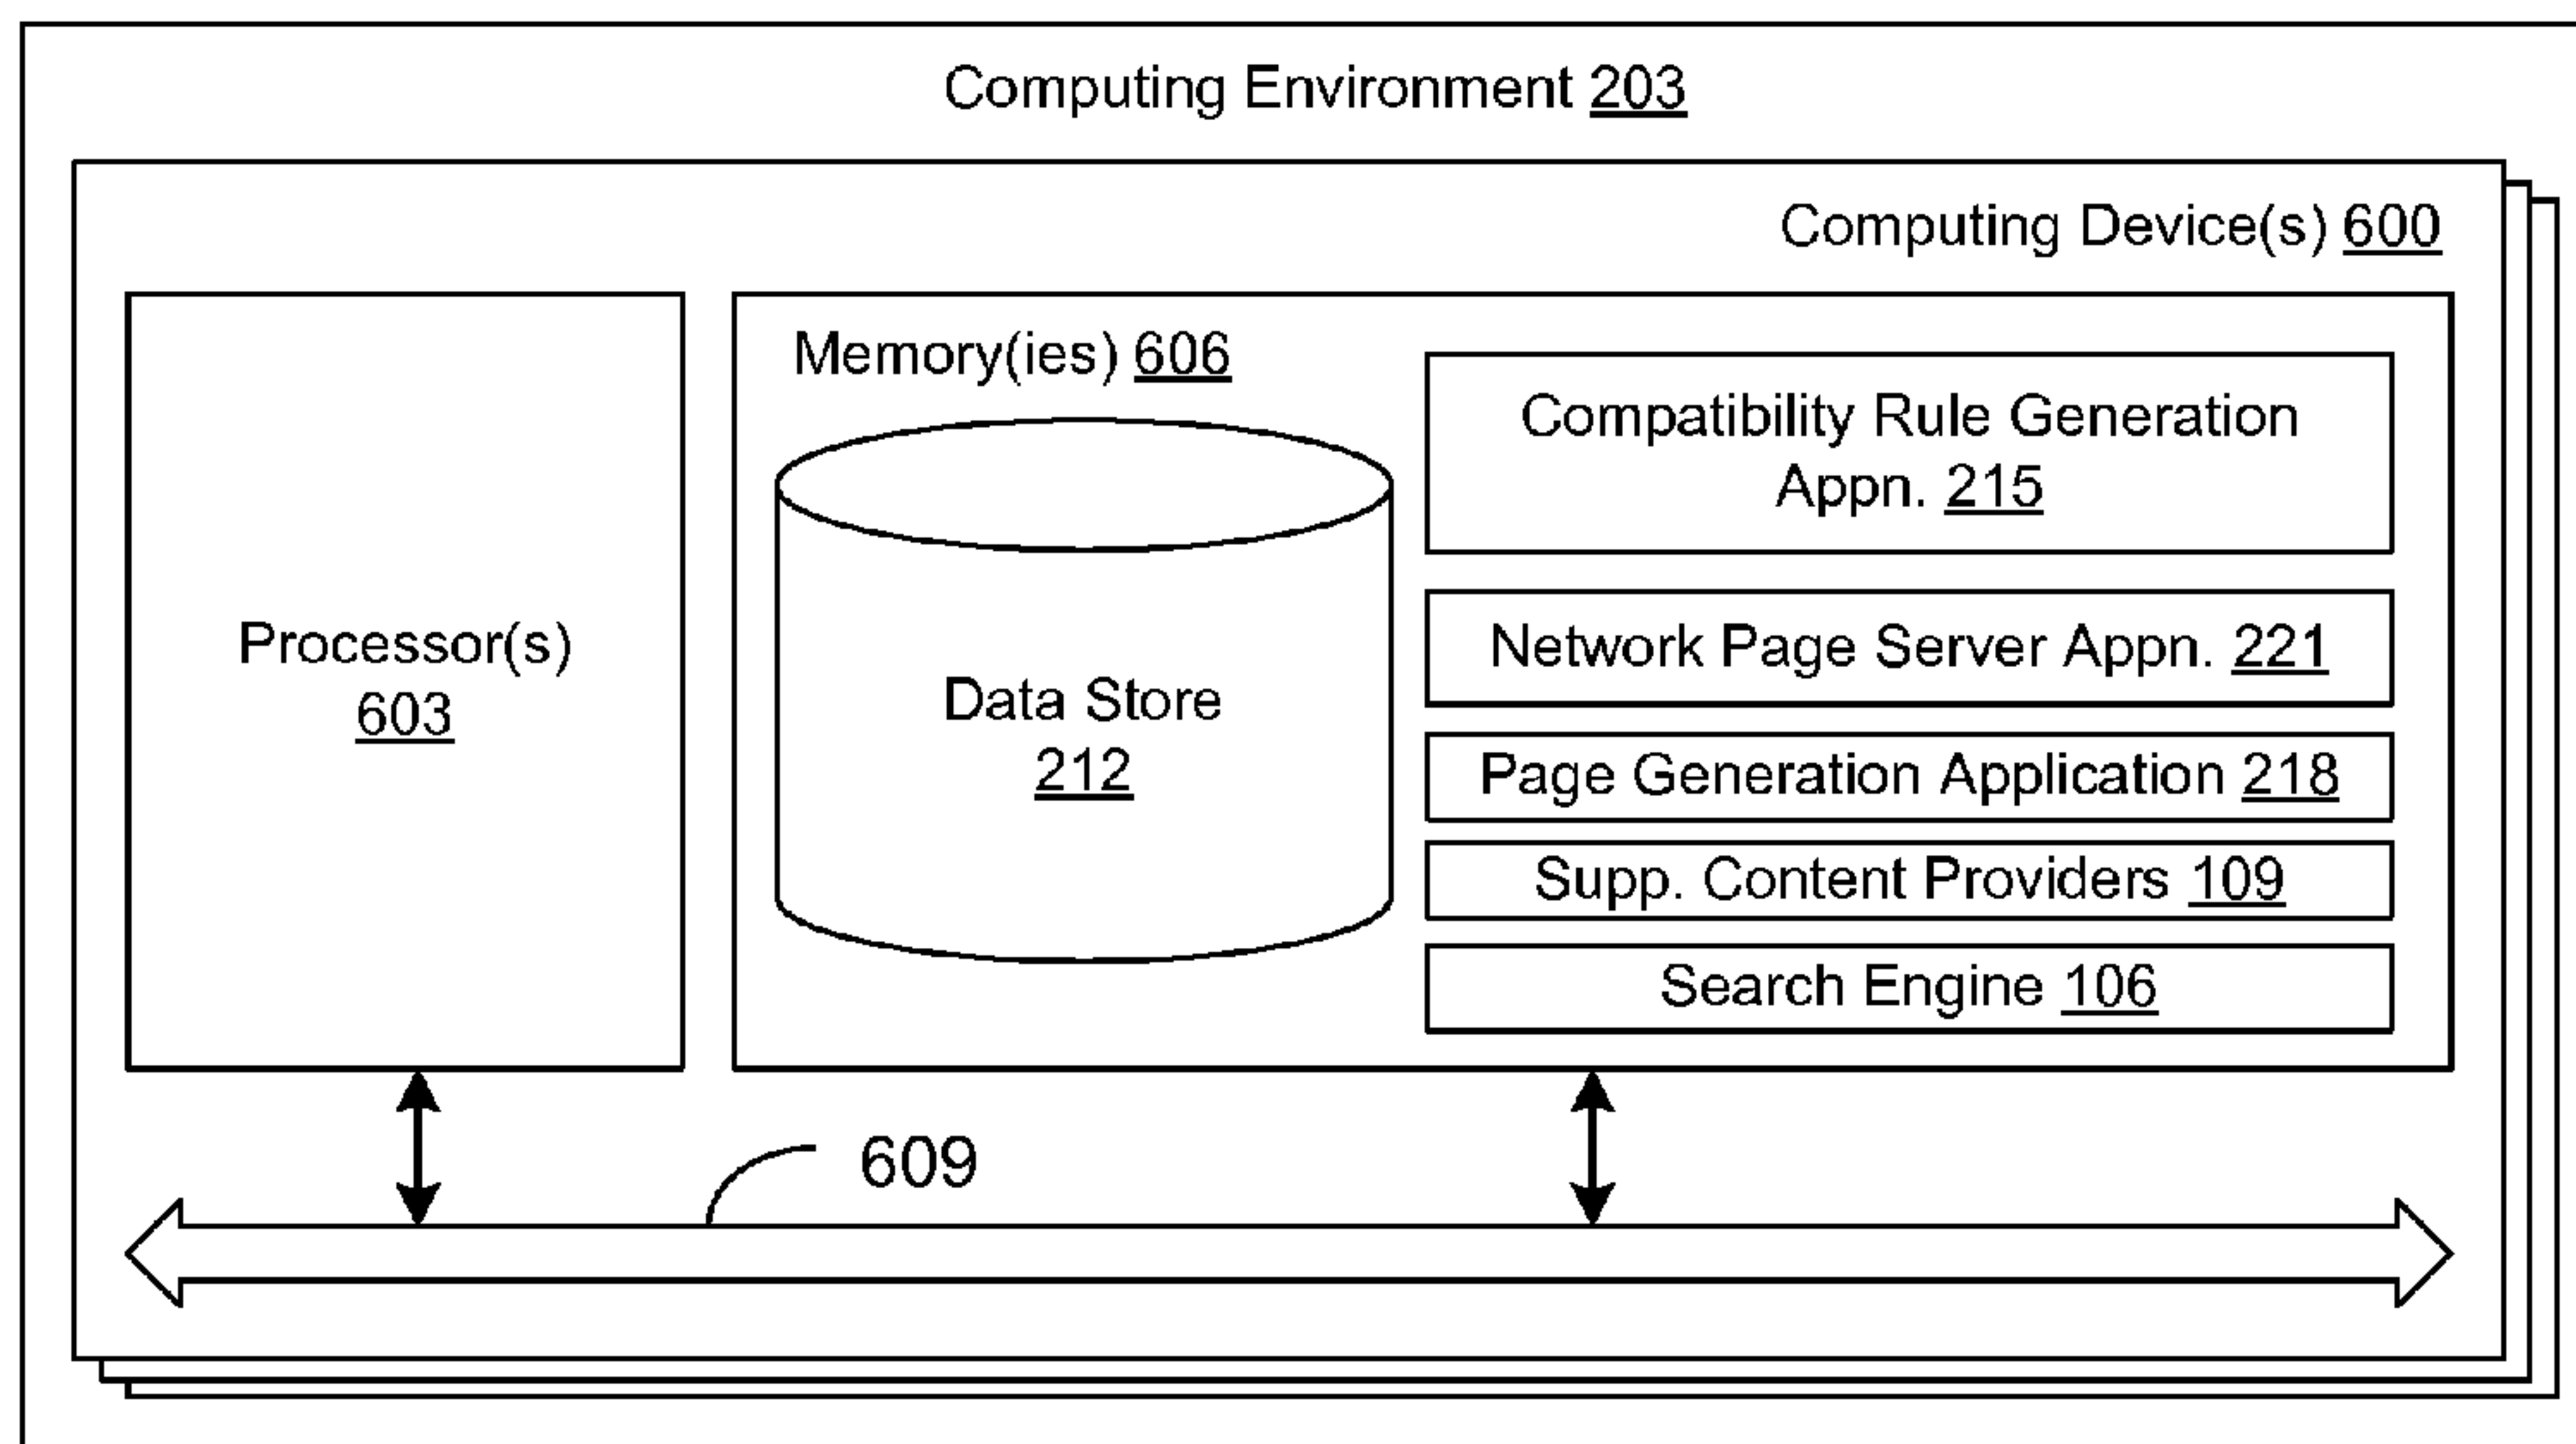 Computing Environment 203
Computing Device(s) 600
Processor(s)
603
Memory(ies) 606
Data Store
212
Compatibility Rule Generation
Appn. 215
Network Page Server Appn. 221
Page Generation Application 218
Supp. Content Providers 109
Search Engine 106
609